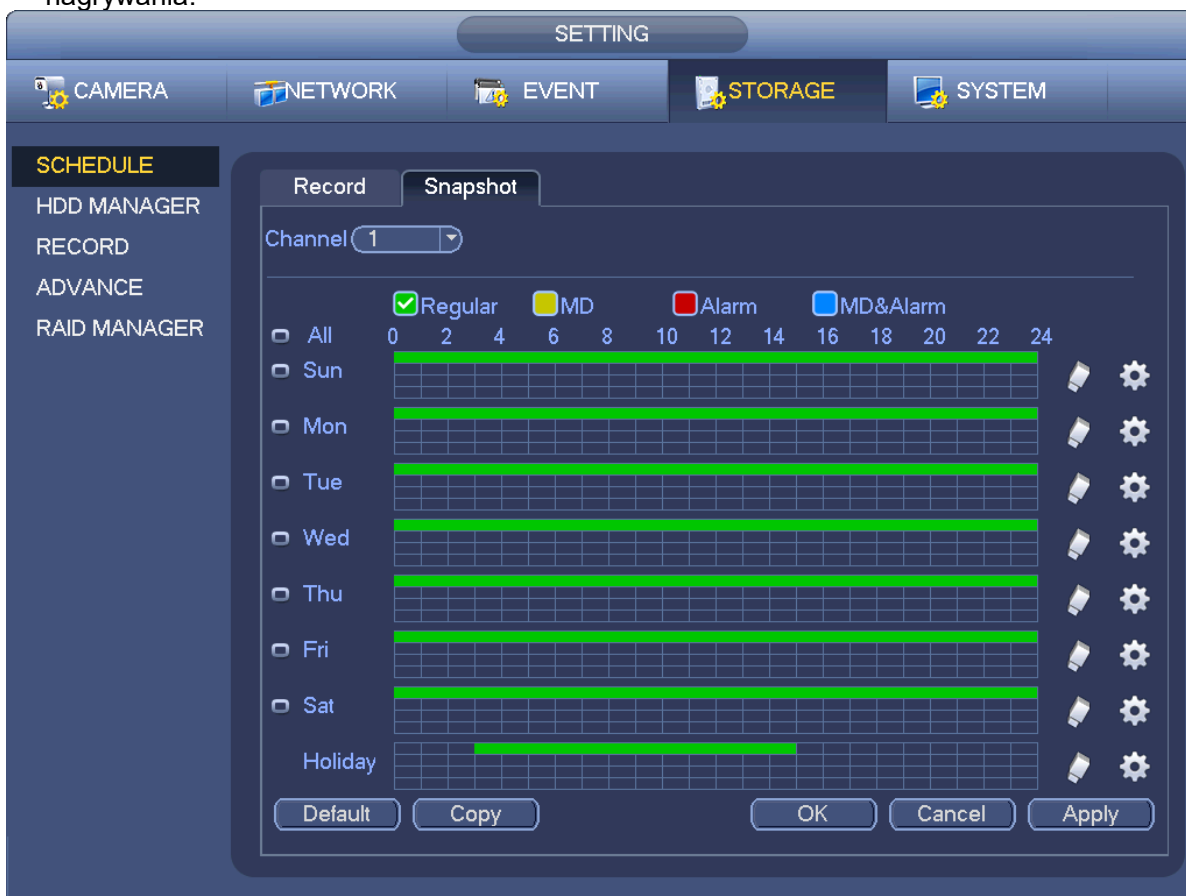 nagrywania.
SETTING
CAMERA NETWORK EVENT STORAGE SYSTEM
SCHEDULE
HDD MANAGER
RECORD
ADVANCE
RAID MANAGER
Record Snapshot
Channel 1
Regular MD Alarm MD&Alarm
All 0 2 4 6 8 10 12 14 16 18 20 22 24
Sun
Mon
Tue
Wed
Thu
Fri
Sat
Holiday
Default Copy OK Cancel Apply